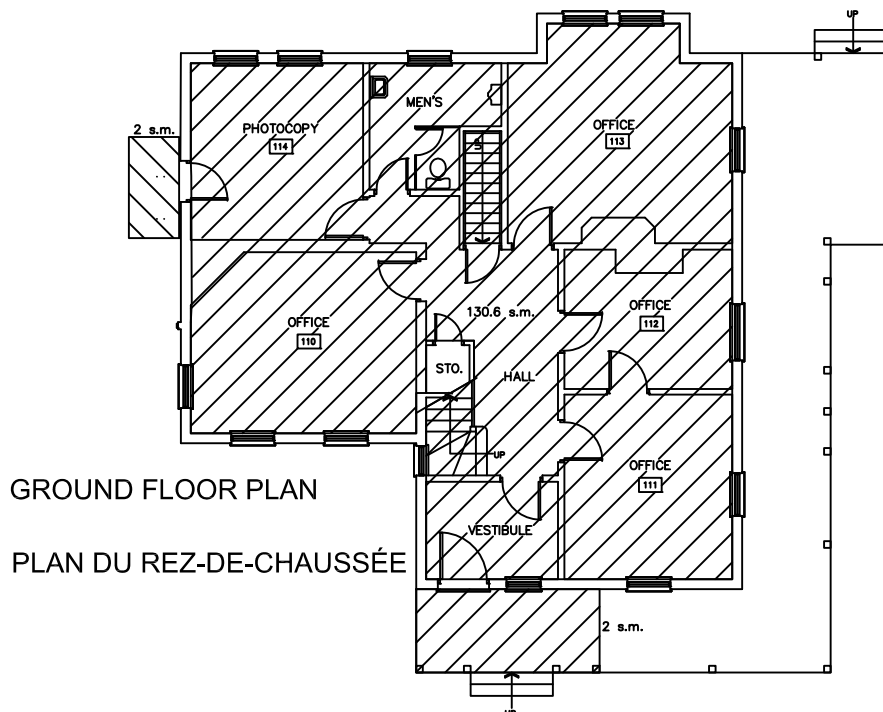 UP
MEN'S
2 s.m.
PHOTOCOPY
114
OFFICE
113
OFFICE
110
130.6 s.m.
OFFICE
112
STO.
HALL
UP
OFFICE
111
GROUND FLOOR PLAN
VESTIBULE
PLAN DU REZ-DE-CHAUSSÉE
2 s.m.
UP